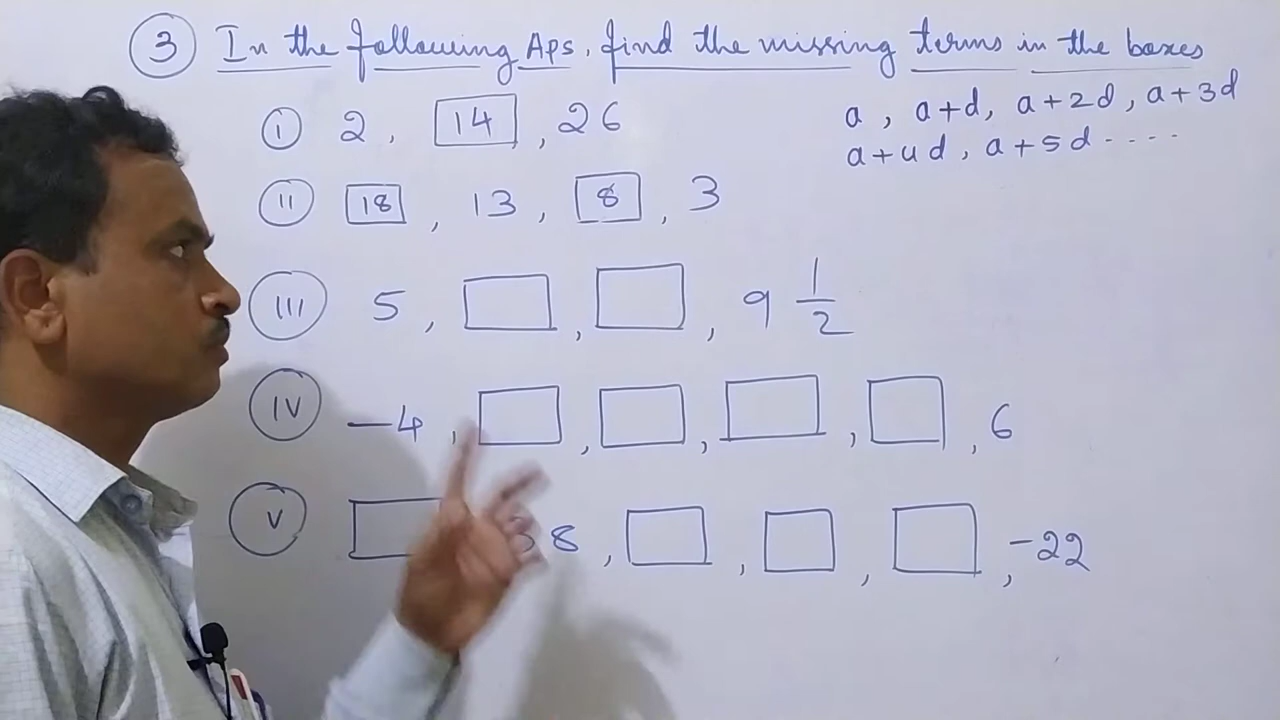 3 In the following Aps, find the missing terms in the boxes
a, a+d, a+2d, a+3d
a+4d, a+5d ....
i 2, 14, 26
ii 18, 13, 8, 3
iii 5, , , 9 1/2
iv -4, , , , , 6
v 38, , , , -22